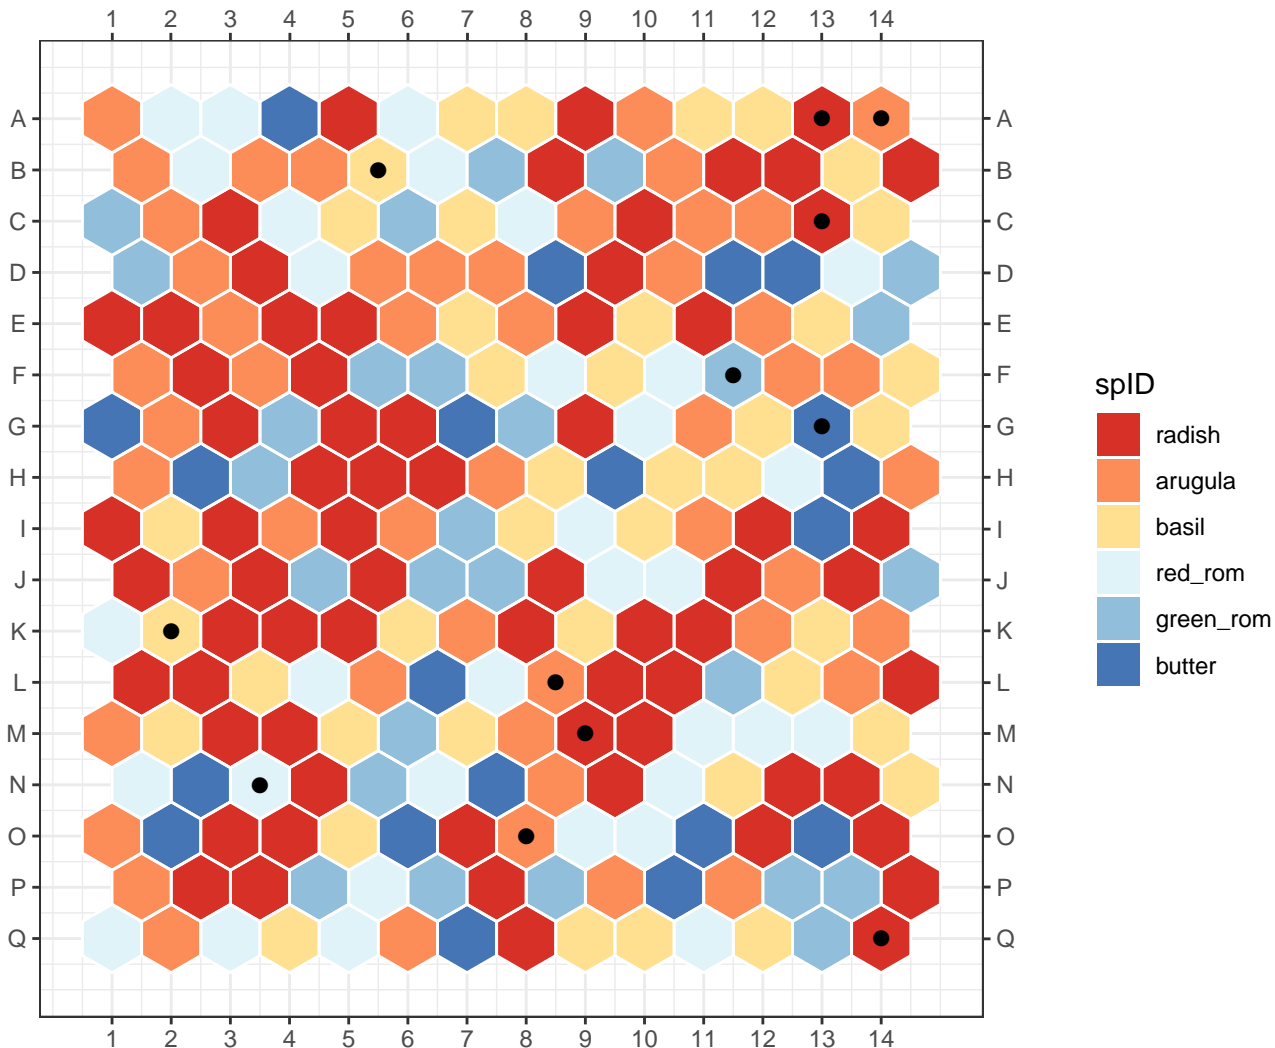 1 2 3 4 5 6 7 8 9 10 11 12 13 14
A A
B B
C C
D D
E E
F F
G G
H H
I I
J J
K K
L L
M M
N N
O O
P P
Q Q
1 2 3 4 5 6 7 8 9 10 11 12 13 14
spID
radish
arugula
basil
red_rom
green_rom
butter